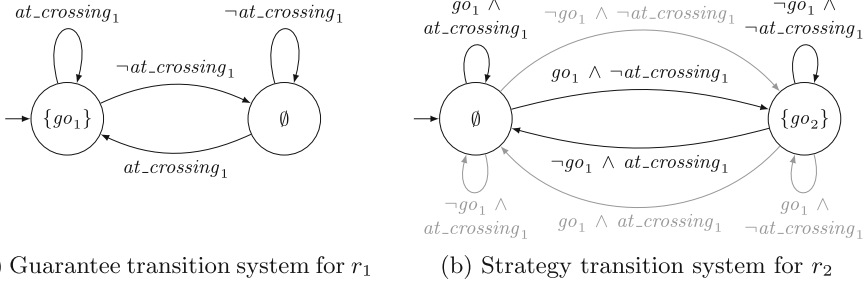 at_crossing₁
¬at_crossing₁
¬at_crossing₁
{go₁}
∅
at_crossing₁
) Guarantee transition system for r₁
go₁ ∧
at_crossing₁
¬go₁ ∧ ¬at_crossing₁
¬go₁ ∧
¬at_crossing₁
go₁ ∧ ¬at_crossing₁
∅
{go₂}
¬go₁ ∧ at_crossing₁
¬go₁ ∧
at_crossing₁
go₁ ∧ at_crossing₁
go₁ ∧
¬at_crossing₁
(b) Strategy transition system for r₂